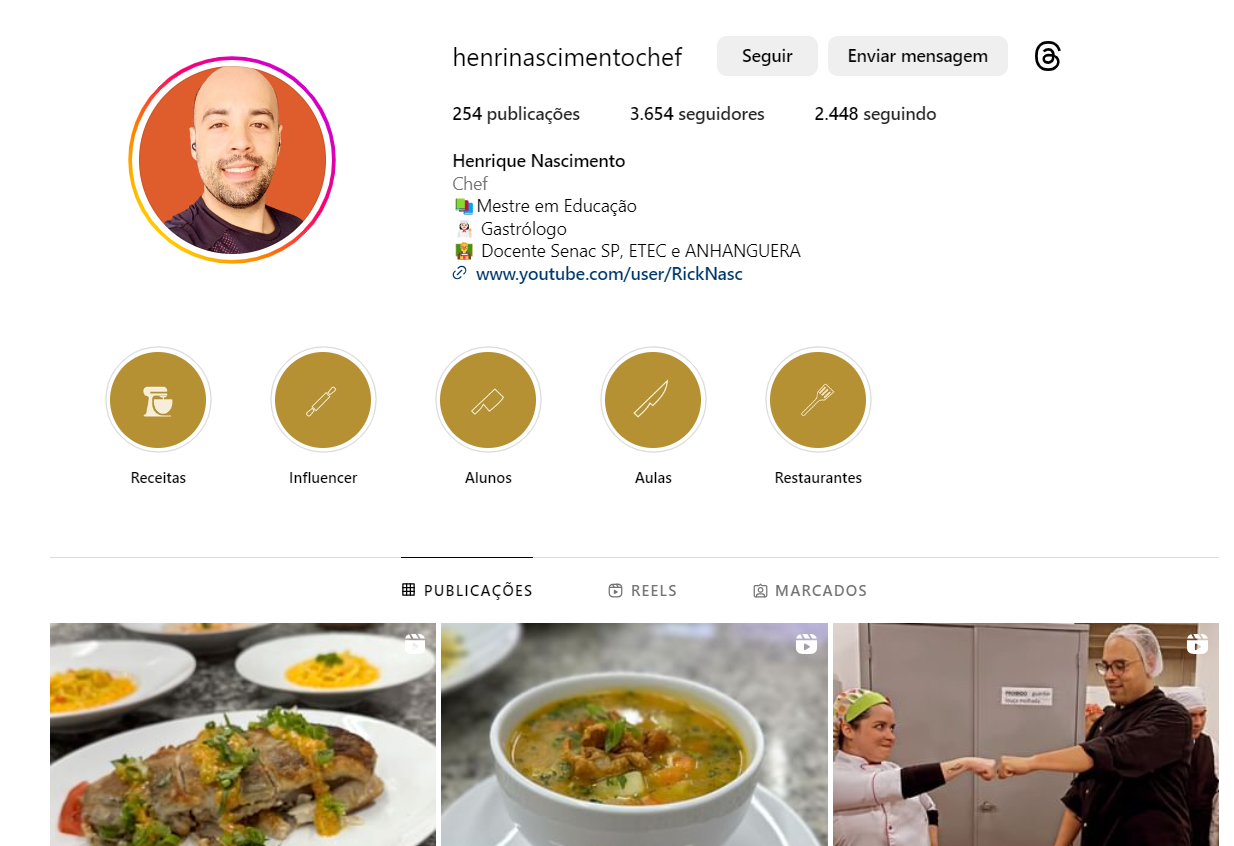 henrinascimentochef Seguir Enviar mensagem
254 publicações 3.654 seguidores 2.448 seguindo
Henrique Nascimento
Chef
Mestre em Educação
Gastrólogo
Docente Senac SP, ETEC e ANHANGUERA
www.youtube.com/user/RickNasc
Receitas Influencer Alunos Aulas Restaurantes
PUBLICAÇÕES REELS MARCADOS
PROIBIDO guardar
louça molhada